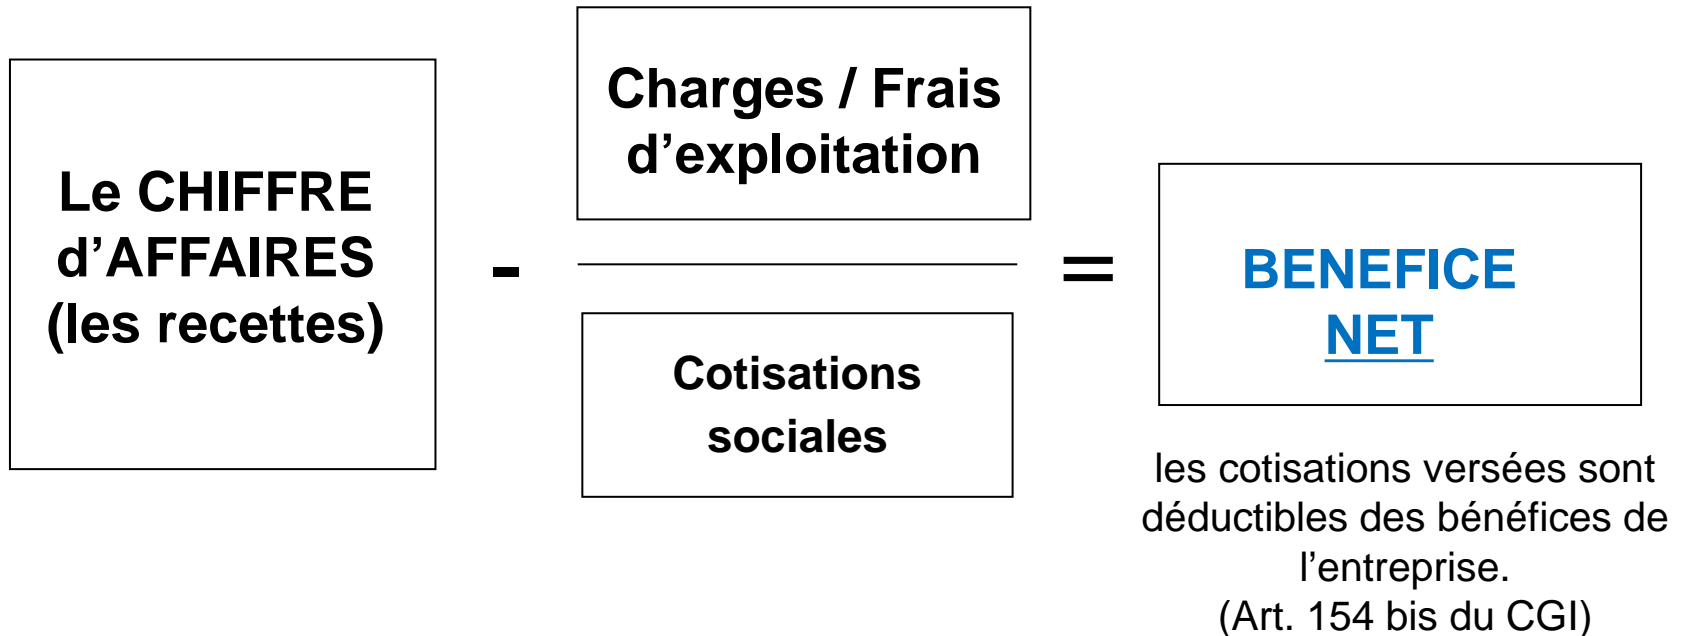 Le CHIFFRE
d’AFFAIRES
(les recettes)
-
Charges / Frais
d’exploitation
Cotisations
sociales
=
BENEFICE
NET
les cotisations versées sont
déductibles des bénéfices de
l’entreprise.
(Art. 154 bis du CGI)